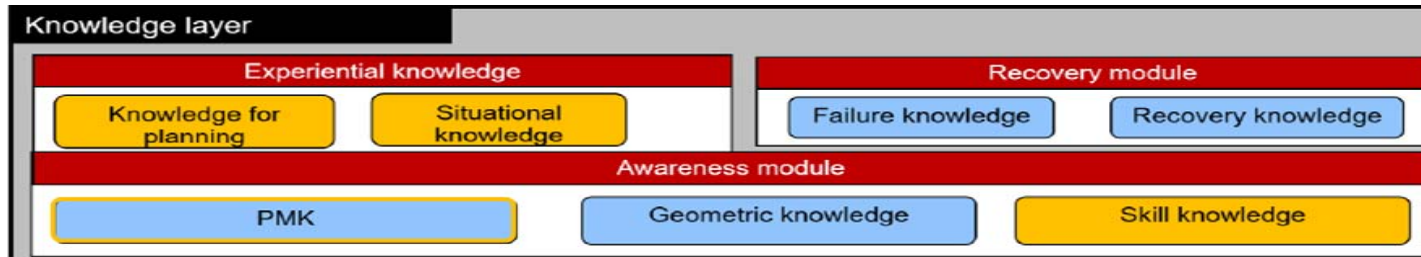 Knowledge layer
Experiential knowledge
Knowledge for
planning
Situational
knowledge
Recovery module
Failure knowledge
Recovery knowledge
Awareness module
PMK
Geometric knowledge
Skill knowledge